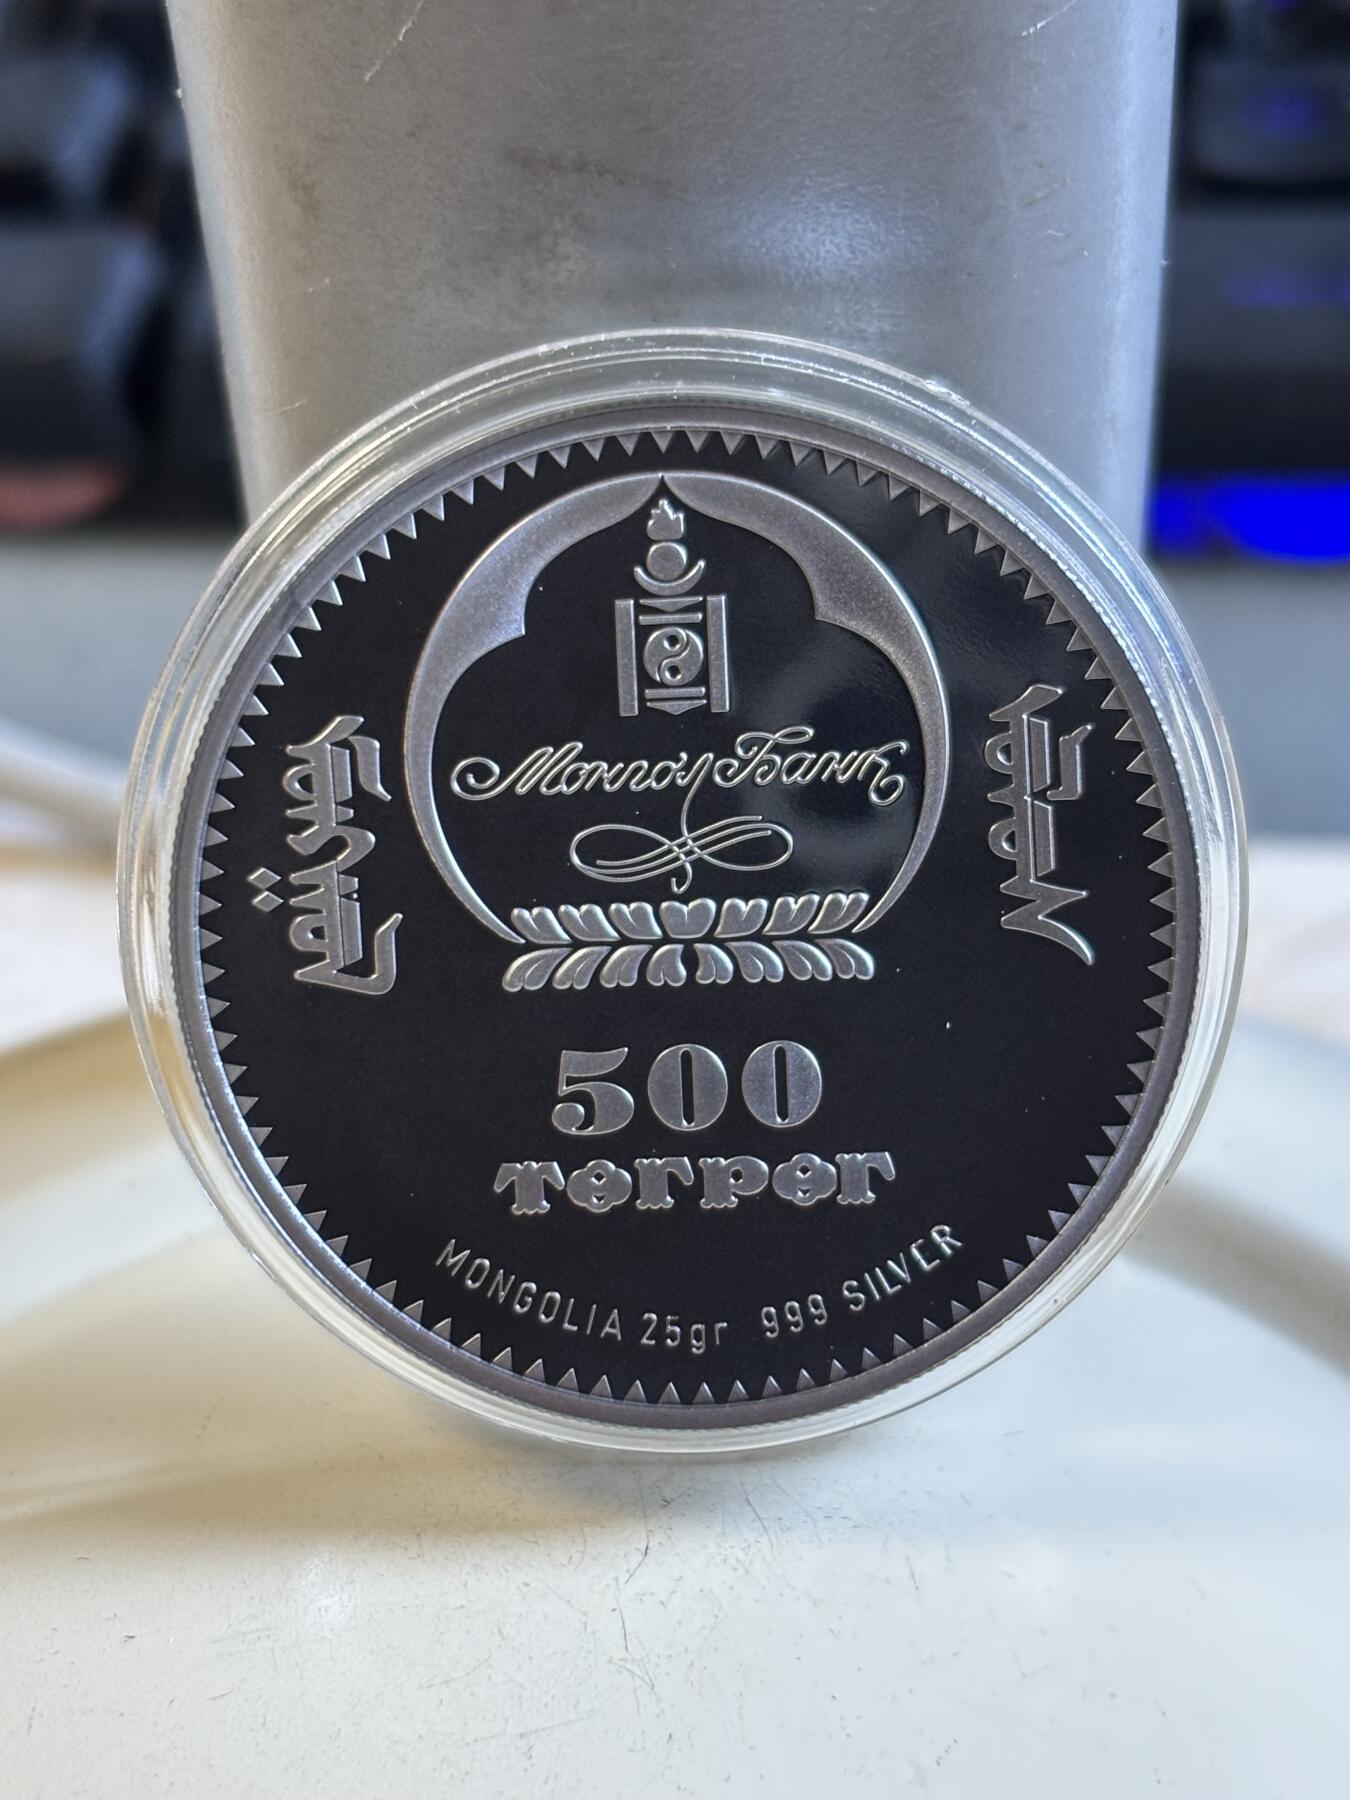 Монгол Банк
500
төгрөг
MONGOLIA 25gr 999 SILVER